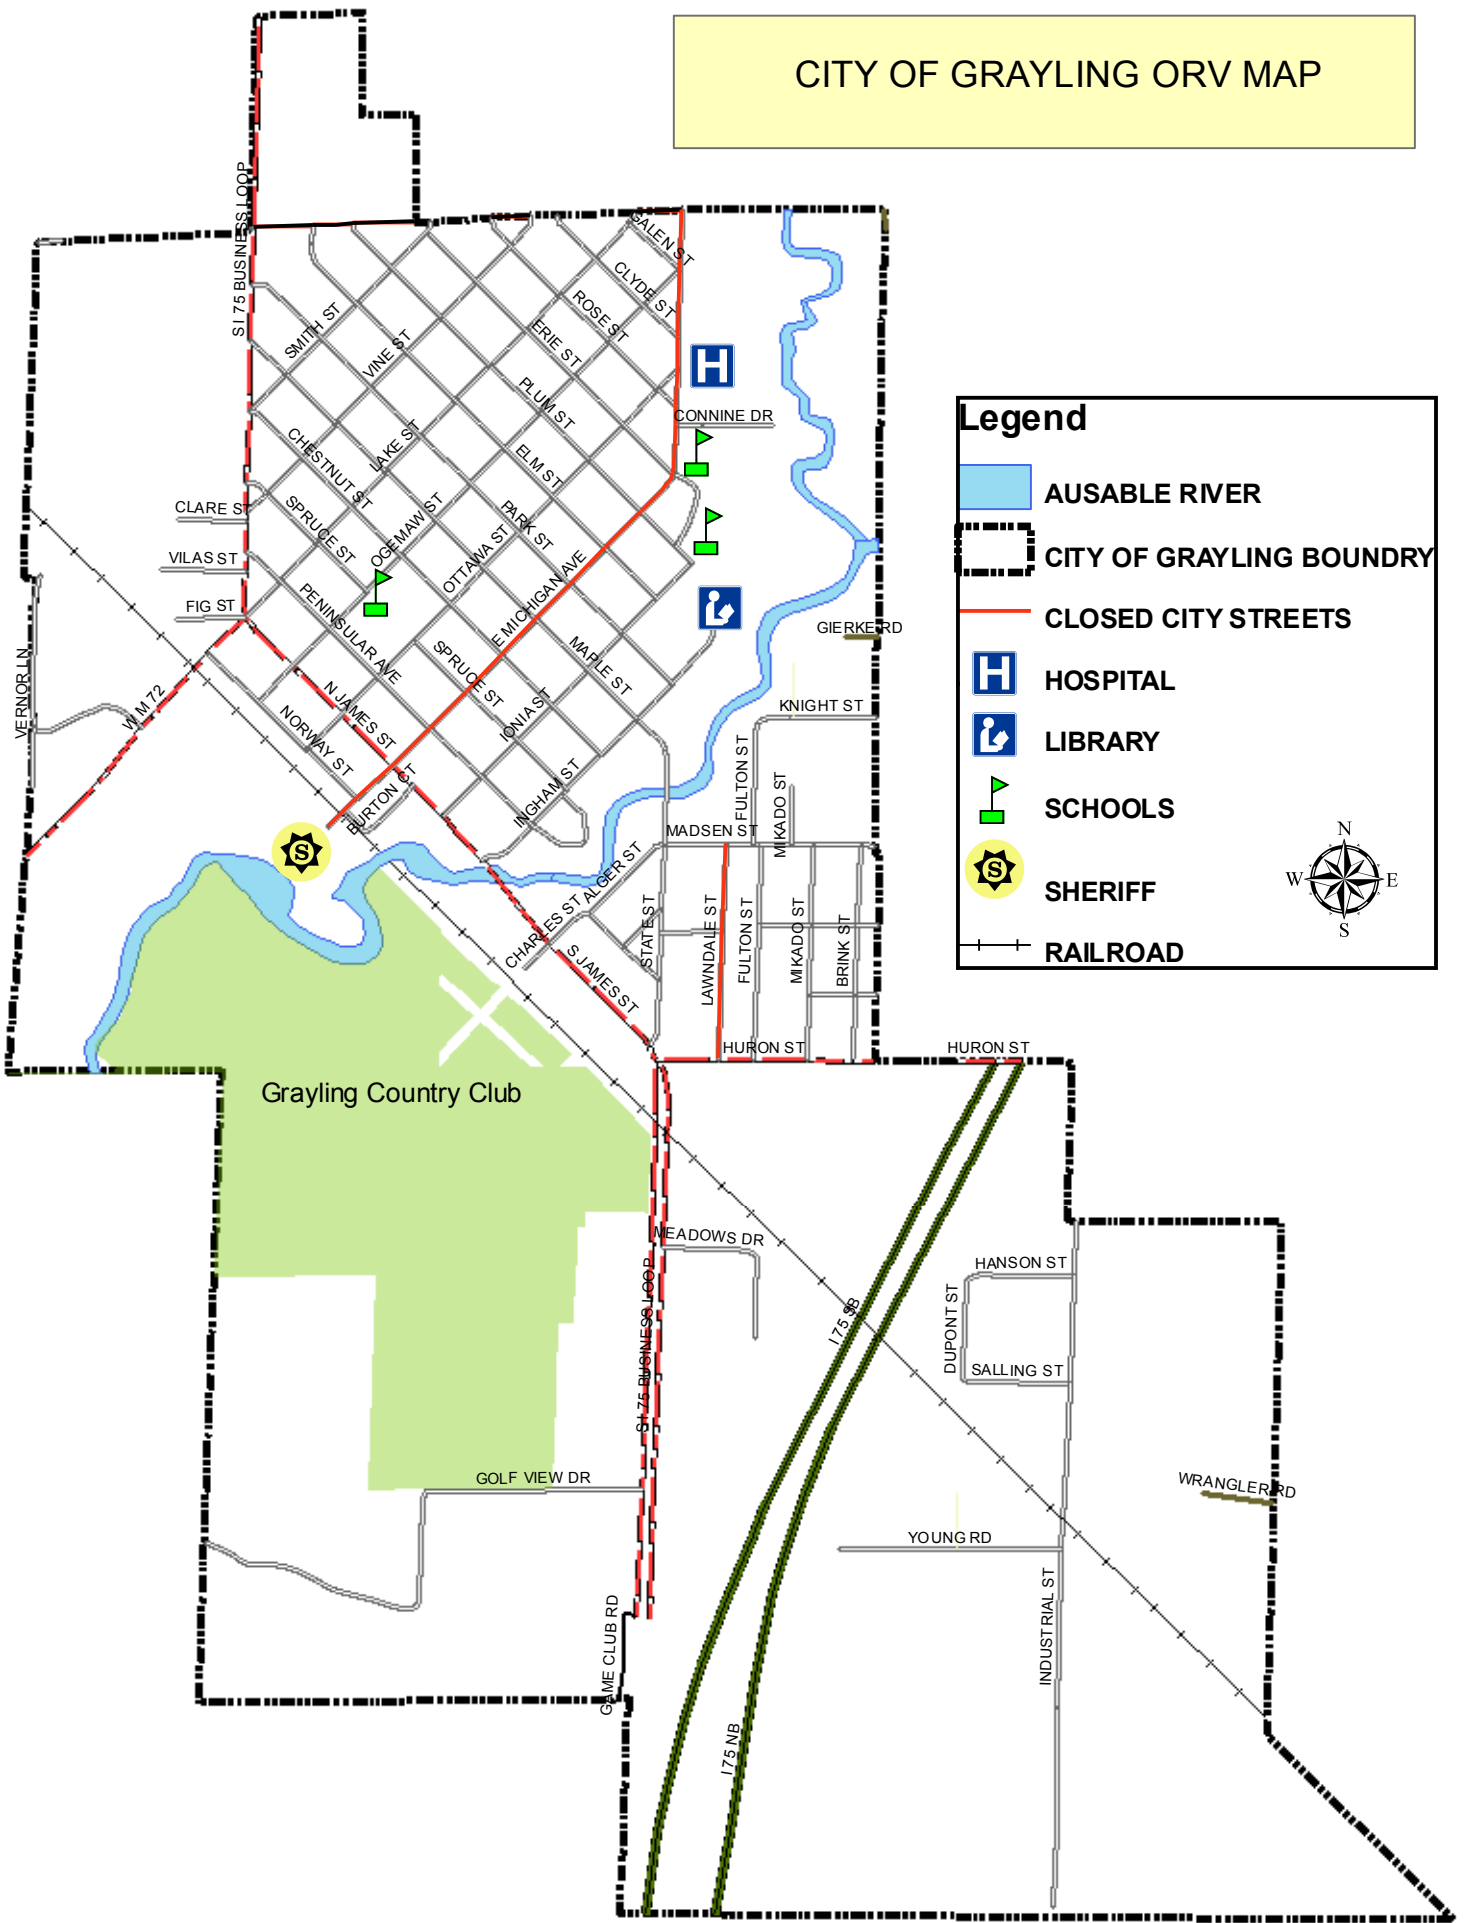 CITY OF GRAYLING ORV MAP
S I 75 BUSINESS LOOP
GALEN ST
CLYDE ST
ROSE ST
ERIE ST
SMITH ST
VINE ST
PLUM ST
CONNINE DR
LAKE ST
CHESTNUT ST
ELM ST
CLARE ST
SPRUCE ST
OGEMAW ST
PARK ST
OTTAWA ST
VILAS ST
FIG ST
PENINSULAR AVE
E MICHIGAN AVE
SPRUCE ST
MAPLE ST
GIERKE RD
VERNOR LN
W M 72
N JAMES ST
NORWAY ST
IONIA ST
KNIGHT ST
FULTON ST
MIKADO ST
BURTON CT
INGHAM ST
MADSEN ST
ALGER ST
CHARLES ST
STATE ST
S JAMES ST
LAWNDALE ST
FULTON ST
MIKADO ST
BRINK ST
HURON ST
HURON ST
Grayling Country Club
MEADOWS DR
S I 75 BUSINESS LOOP
I 75 SB
HANSON ST
DUPONT ST
SALLING ST
GOLF VIEW DR
WRANGLER RD
YOUNG RD
INDUSTRIAL ST
GAME CLUB RD
I 75 NB
H
S
Legend
AUSABLE RIVER
CITY OF GRAYLING BOUNDRY
CLOSED CITY STREETS
H
HOSPITAL
LIBRARY
SCHOOLS
S
SHERIFF
RAILROAD
N
W
E
S